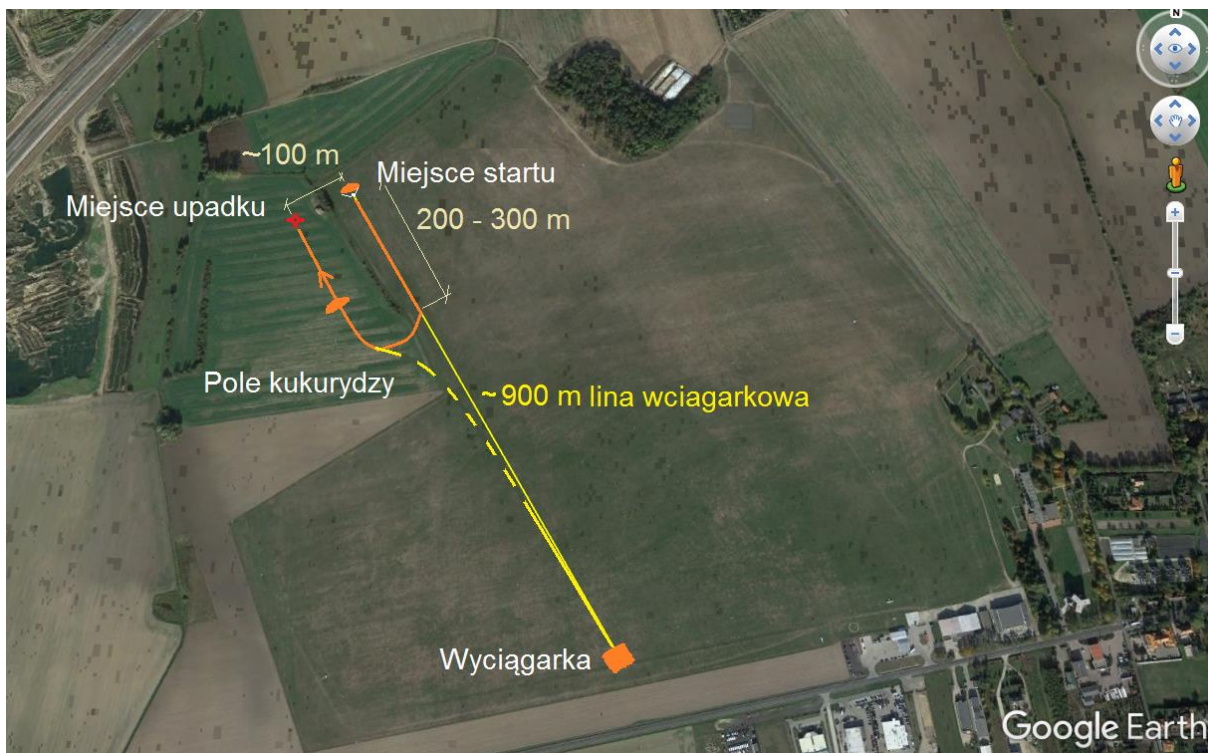 N
~100 m
Miejsce startu
Miejsce upadku
200 - 300 m
Pole kukurydzy
~ 900 m lina wciagarkowa
Wyciągarka
Google Earth